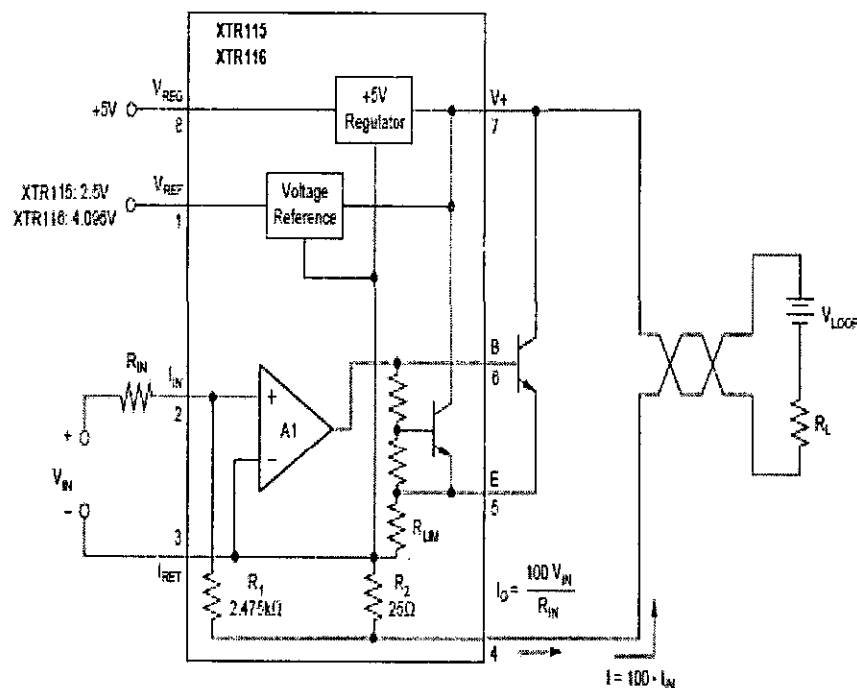 XTR115
XTR116
V_REG
+5V
8
+5V
Regulator
V+
7
V_REF
XTR115: 2.5V
XTR116: 4.096V
1
Voltage
Reference
V_LOOP
R_L
B
6
R_IN
I_IN
2
+
A1
−
+
V_IN
−
E
5
R_LIM
3
I_RET
R_1
2.475kΩ
R_2
25Ω
I_O = 100 V_IN / R_IN
4
I = 100 • I_IN